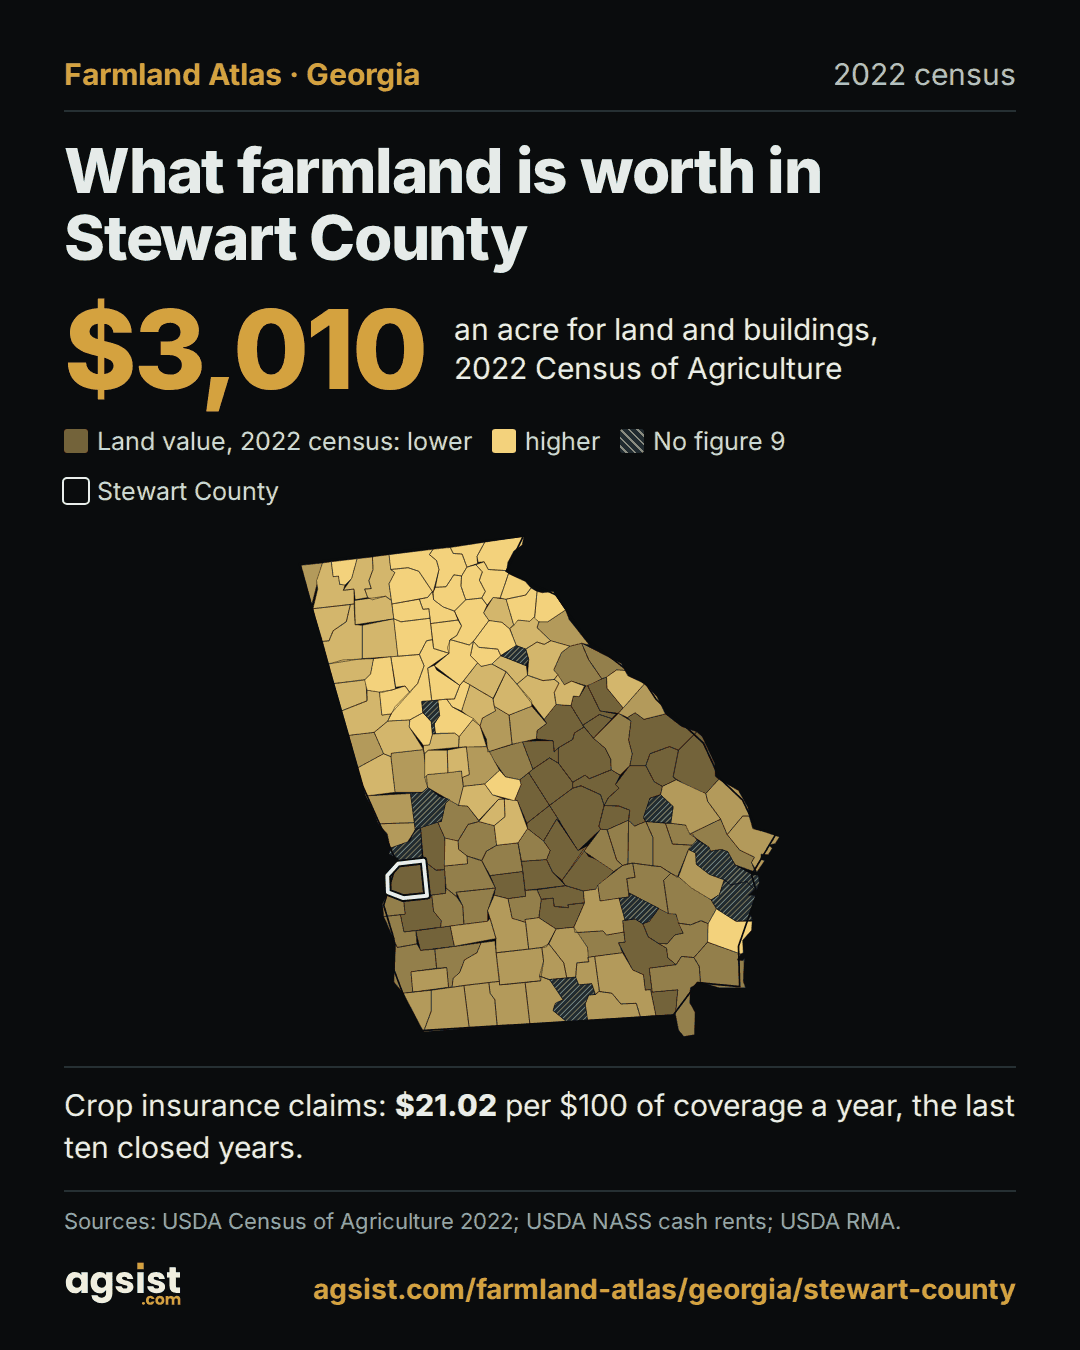 Farmland Atlas · Georgia
2022 census
What farmland is worth in
Stewart County
$3,010
an acre for land and buildings,
2022 Census of Agriculture
Land value, 2022 census: lower
higher
No figure 9
Stewart County
Crop insurance claims: $21.02 per $100 of coverage a year, the last
ten closed years.
Sources: USDA Census of Agriculture 2022; USDA NASS cash rents; USDA RMA.
agsist
.com
agsist.com/farmland-atlas/georgia/stewart-county